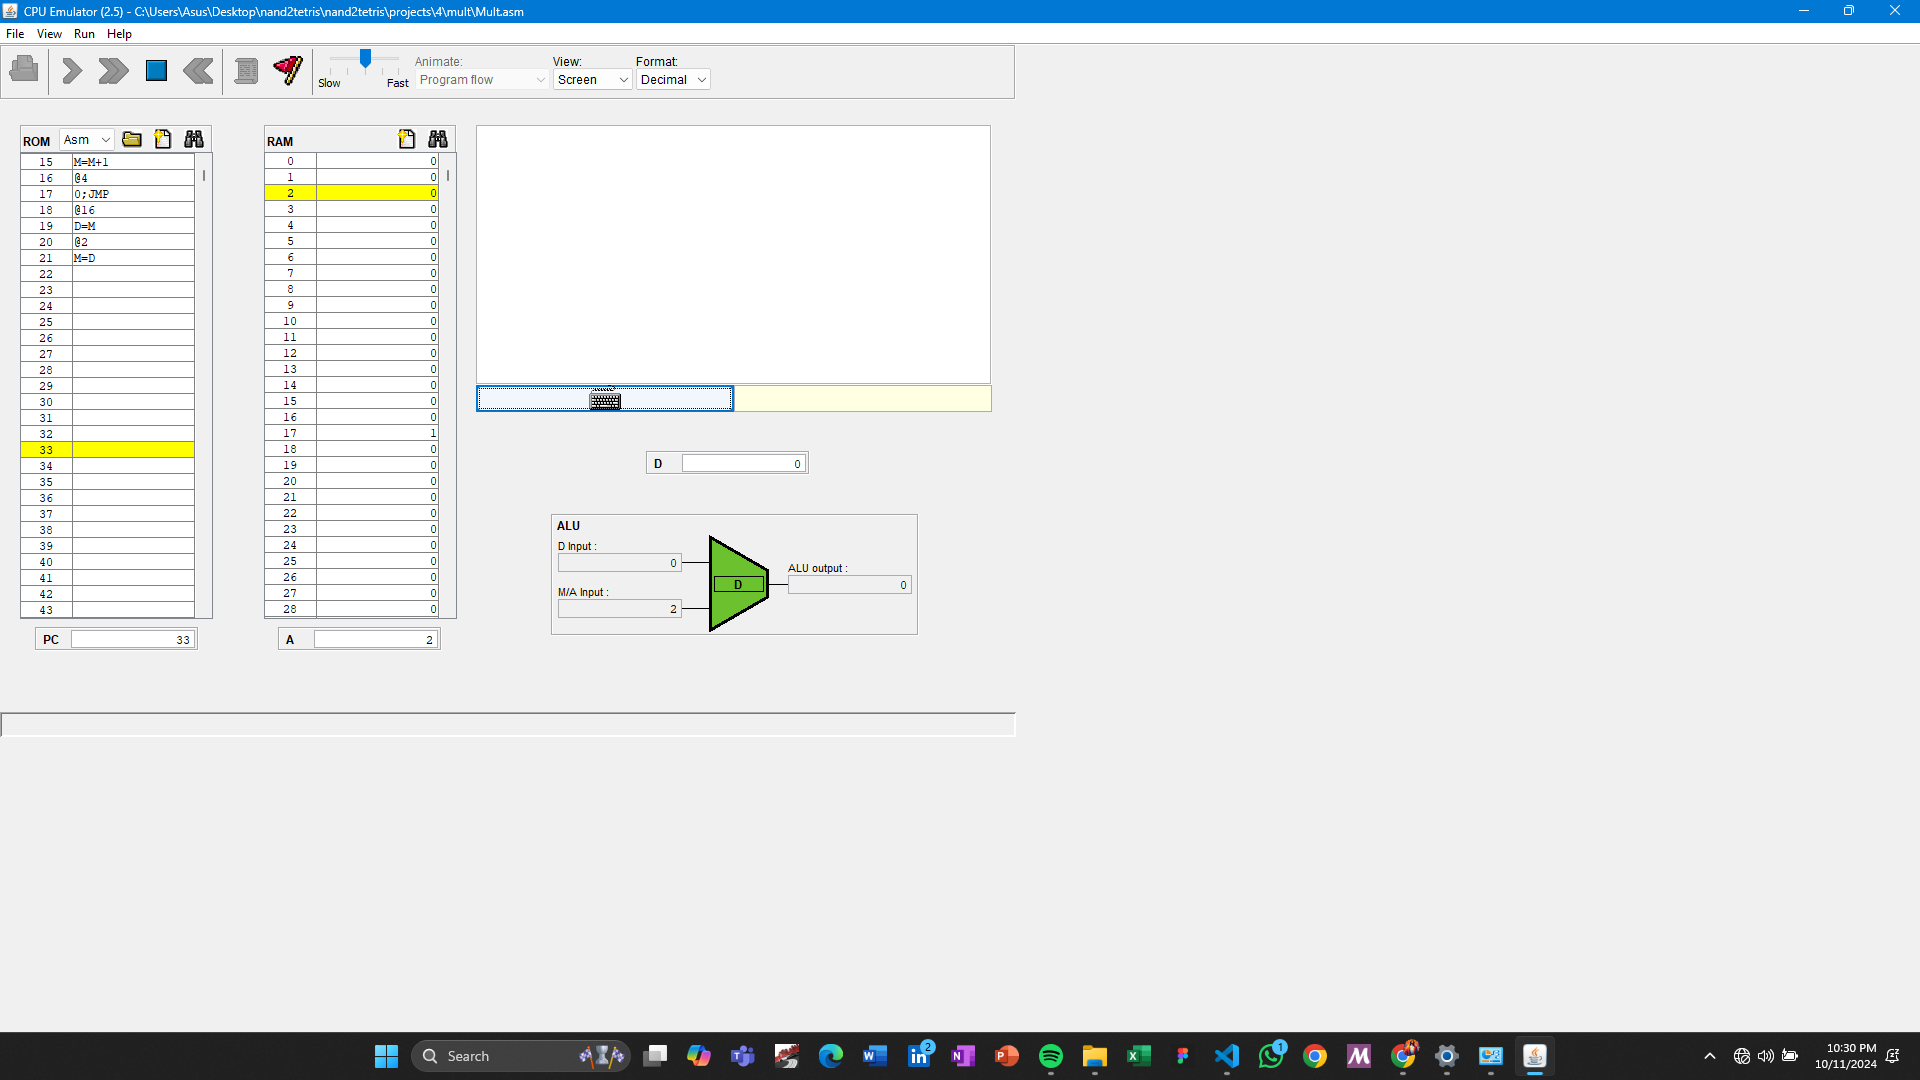 CPU Emulator (2.5) - C:\Users\Asus\Desktop\nand2tetris\nand2tetris\projects\4\mult\Mult.asm
File View Run Help
Slow Fast
Animate:
Program flow
View:
Screen
Format:
Decimal
ROM Asm
15 M=M+1
16 @4
17 0;JMP
18 @16
19 D=M
20 @2
21 M=D
22
23
24
25
26
27
28
29
30
31
32
33
34
35
36
37
38
39
40
41
42
43
PC 33
RAM
0 0
1 0
2 0
3 0
4 0
5 0
6 0
7 0
8 0
9 0
10 0
11 0
12 0
13 0
14 0
15 0
16 0
17 1
18 0
19 0
20 0
21 0
22 0
23 0
24 0
25 0
26 0
27 0
28 0
A 2
D 0
ALU
D Input :
0
M/A Input :
2
D
ALU output :
0
Search
2
1
10:30 PM
10/11/2024